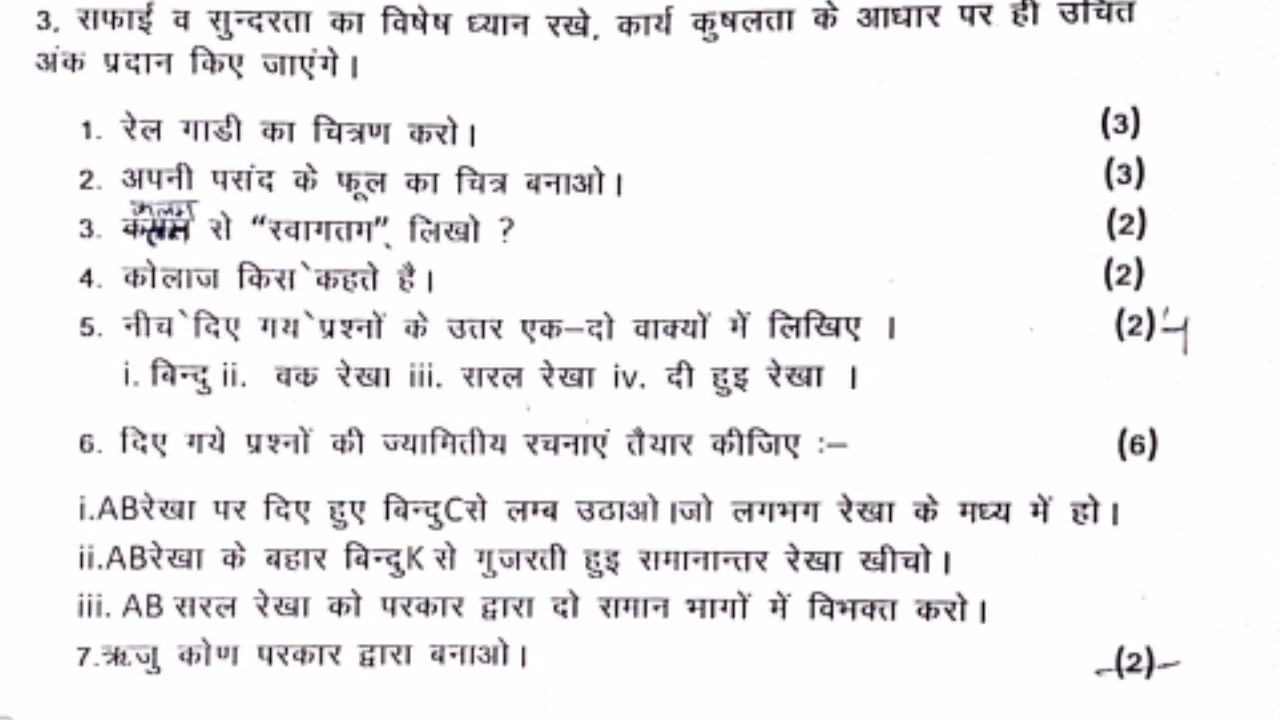 3. सफाई व सुन्दरता का विषेष ध्यान रखे, कार्य कुषलता के आधार पर ही उचित
अंक प्रदान किए जाएंगे।
1. रेल गाडी का चित्रण करो। (3)
2. अपनी पसंद के फूल का चित्र बनाओ। (3)
कलम
3. से “स्वागतम” लिखो ? (2)
4. कोलाज किसे कहते है। (2)
5. नीचे दिए गये प्रश्नों के उत्तर एक–दो वाक्यों में लिखिए । (2) 4
i. बिन्दु ii. वक रेखा iii. सरल रेखा iv. दी हुइ रेखा ।
6. दिए गये प्रश्नों की ज्यामितीय रचनाएं तैयार कीजिए :– (6)
i.ABरेखा पर दिए हुए बिन्दुCसे लम्ब उठाओ।जो लगभग रेखा के मध्य में हो।
ii.ABरेखा के बहार बिन्दुK से गुजरती हुइ समानान्तर रेखा खीचो।
iii. AB सरल रेखा को परकार द्वारा दो समान भागों में विभक्त करो।
7.ऋजु कोण परकार द्वारा बनाओ। (2)